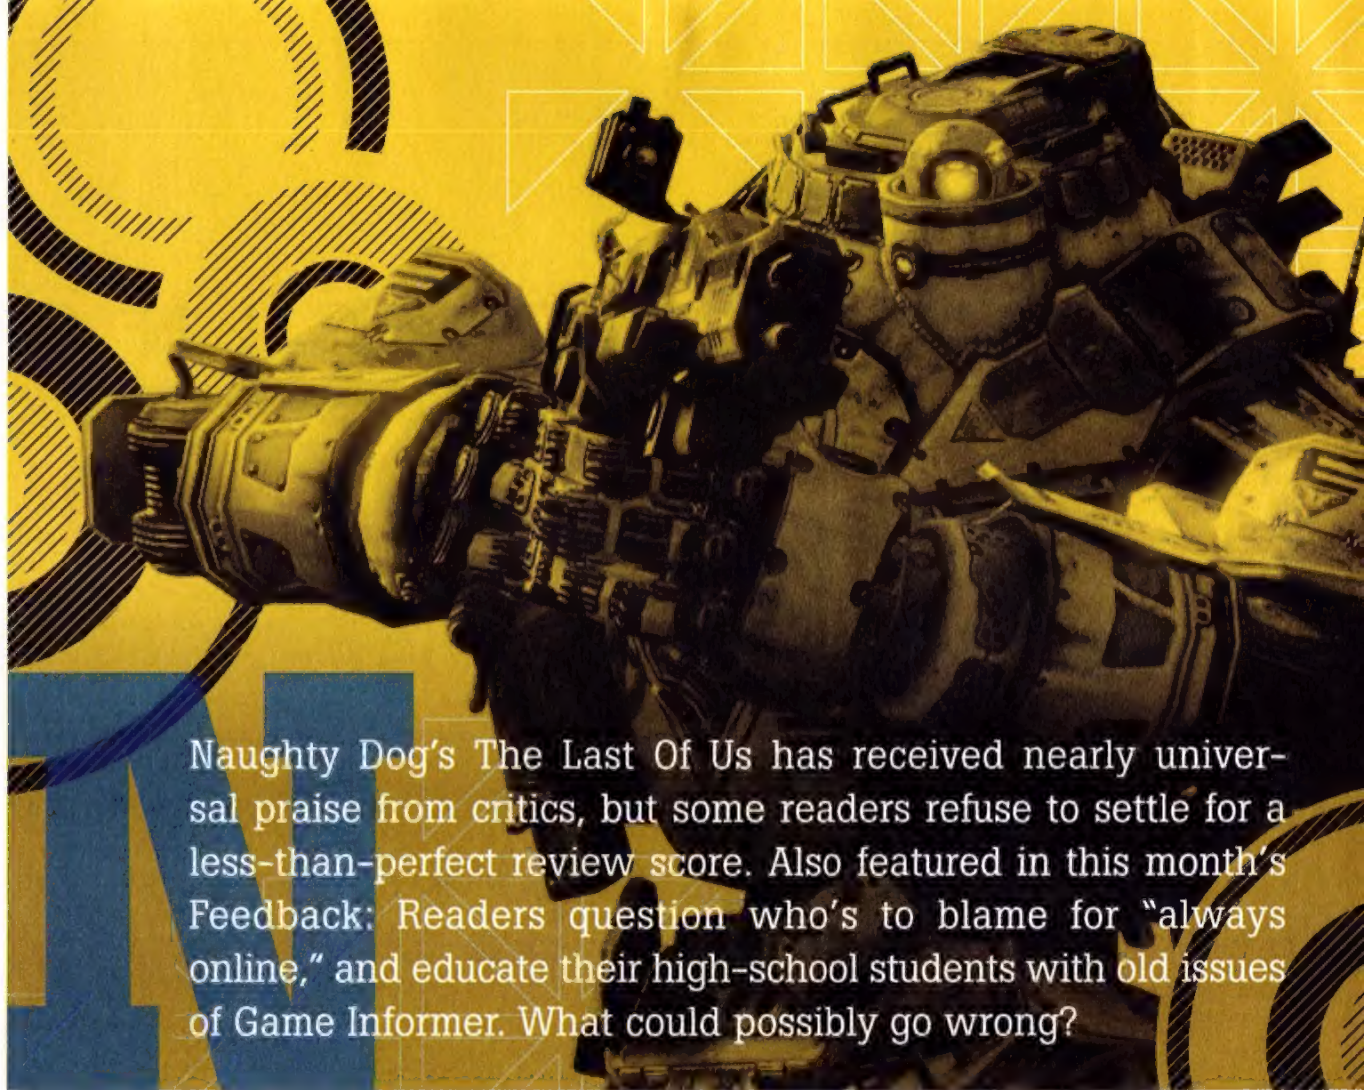 N
Naughty Dog's The Last Of Us has received nearly univer-
sal praise from critics, but some readers refuse to settle for a
less-than-perfect review score. Also featured in this month's
Feedback: Readers question who's to blame for "always
online," and educate their high-school students with old issues
of Game Informer. What could possibly go wrong?